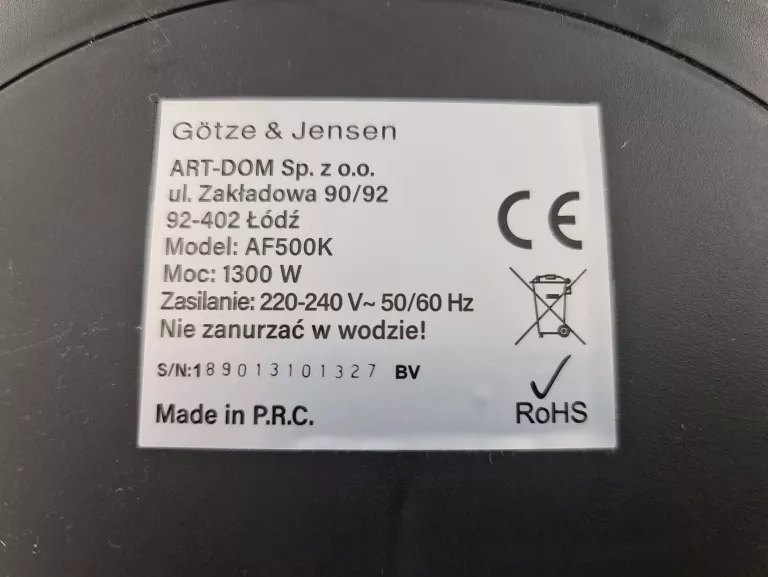 Götze & Jensen
ART-DOM Sp. z o.o.
ul. Zakładowa 90/92
92-402 Łódź
Model: AF500K
Moc: 1300 W
Zasilanie: 220-240 V~ 50/60 Hz
Nie zanurzać w wodzie!
S/N:189013101327 BV
Made in P.R.C.
CE
RoHS